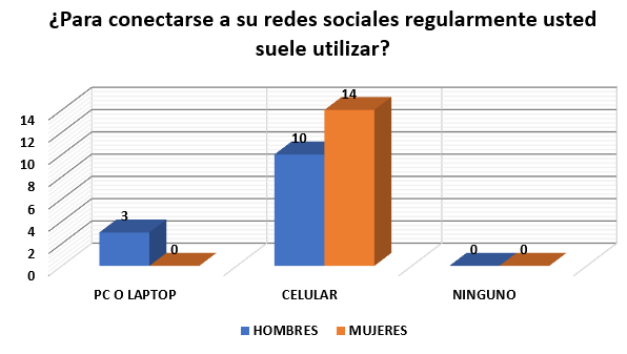 ¿Para conectarse a su redes sociales regularmente usted
suele utilizar?
14
14
12
10
10
8
6
4
3
2
0
0
0
0
PC O LAPTOP
CELULAR
NINGUNO
HOMBRES
MUJERES